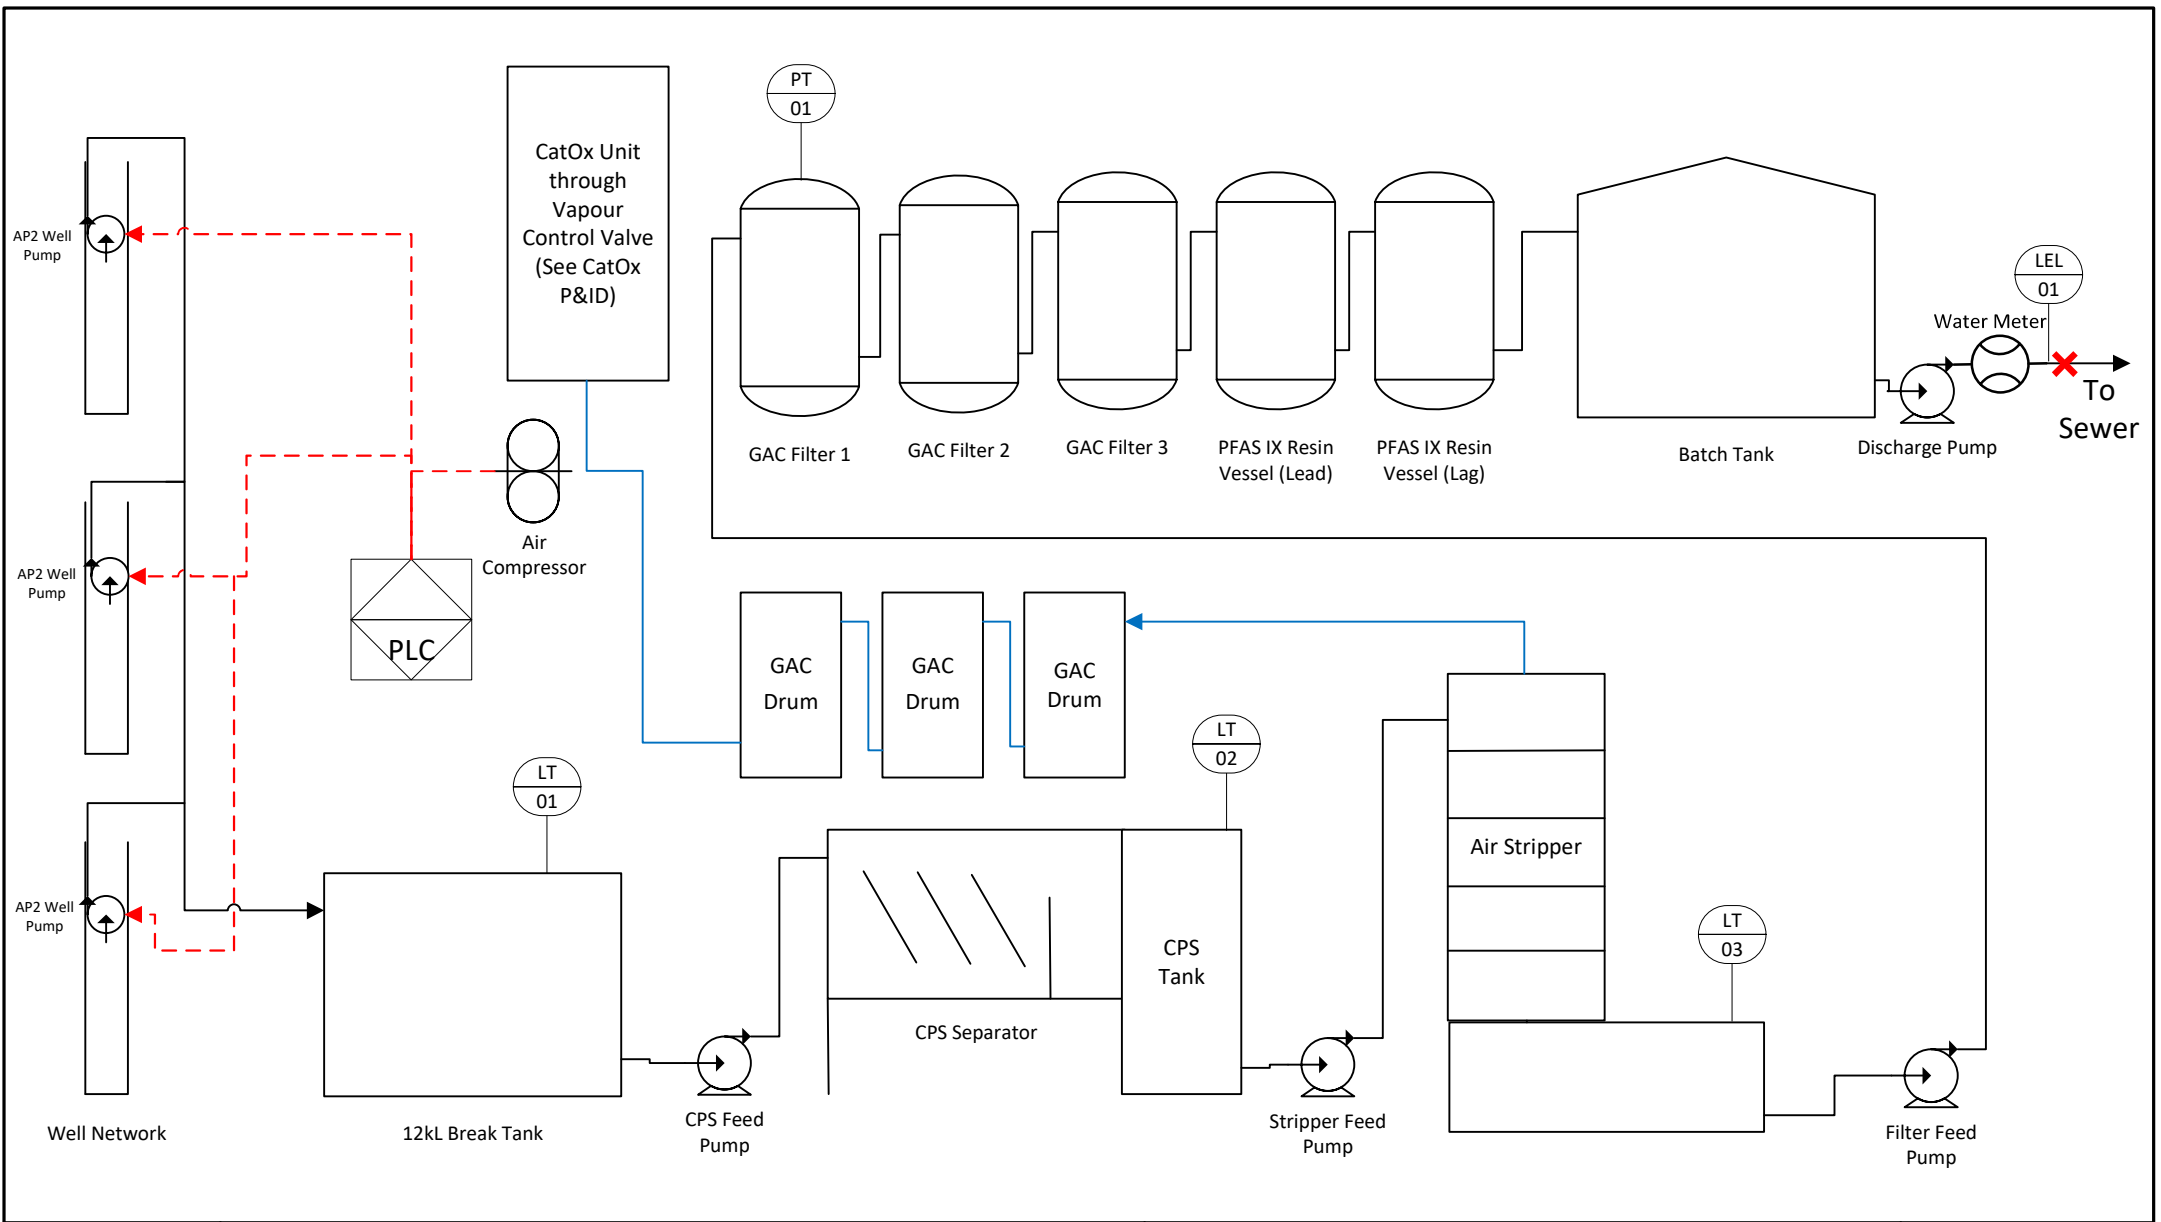 PT
01
CatOx Unit
through
Vapour
Control Valve
(See CatOx
P&ID)
AP2 Well
Pump
LEL
01
Water Meter
To
Sewer
GAC Filter 1
GAC Filter 2
GAC Filter 3
PFAS IX Resin
Vessel (Lead)
PFAS IX Resin
Vessel (Lag)
Batch Tank
Discharge Pump
Air
Compressor
AP2 Well
Pump
PLC
GAC
Drum
GAC
Drum
GAC
Drum
LT
01
LT
02
Air Stripper
AP2 Well
Pump
CPS
Tank
LT
03
CPS Separator
Well Network
12kL Break Tank
CPS Feed
Pump
Stripper Feed
Pump
Filter Feed
Pump